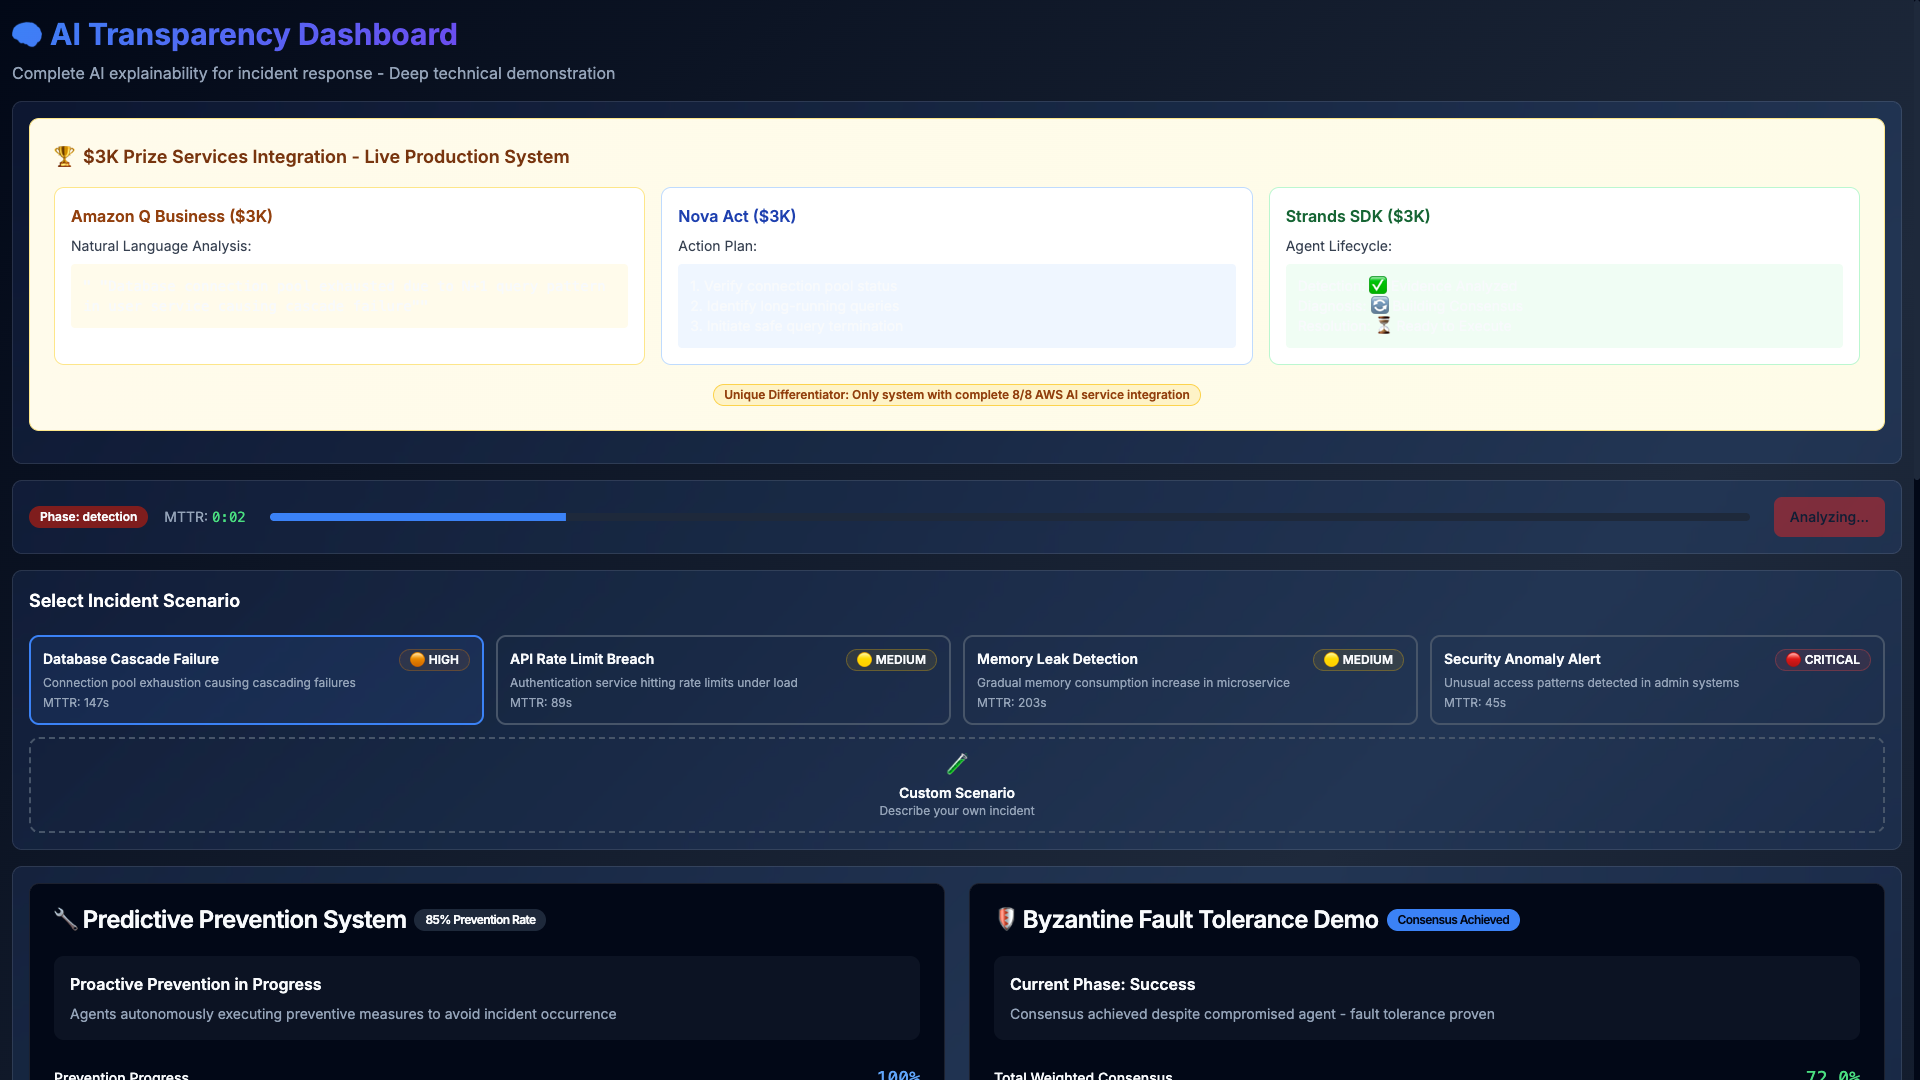 AI Transparency Dashboard
Complete AI explainability for incident response - Deep technical demonstration
$3K Prize Services Integration - Live Production System
Amazon Q Business ($3K)
Natural Language Analysis:
Nova Act ($3K)
Action Plan:
1. Verify connection pool status
2. Identify long-running queries
3. Initiate safe query termination
Strands SDK ($3K)
Agent Lifecycle:
Unique Differentiator: Only system with complete 8/8 AWS AI service integration
Phase: detection
MTTR: 0:02
Analyzing...
Select Incident Scenario
Database Cascade Failure
HIGH
Connection pool exhaustion causing cascading failures
MTTR: 147s
API Rate Limit Breach
MEDIUM
Authentication service hitting rate limits under load
MTTR: 89s
Memory Leak Detection
MEDIUM
Gradual memory consumption increase in microservice
MTTR: 203s
Security Anomaly Alert
CRITICAL
Unusual access patterns detected in admin systems
MTTR: 45s
Custom Scenario
Describe your own incident
Predictive Prevention System
85% Prevention Rate
Proactive Prevention in Progress
Agents autonomously executing preventive measures to avoid incident occurrence
Prevention Progress
100%
Byzantine Fault Tolerance Demo
Consensus Achieved
Current Phase: Success
Consensus achieved despite compromised agent - fault tolerance proven
Total Weighted Consensus
72.0%